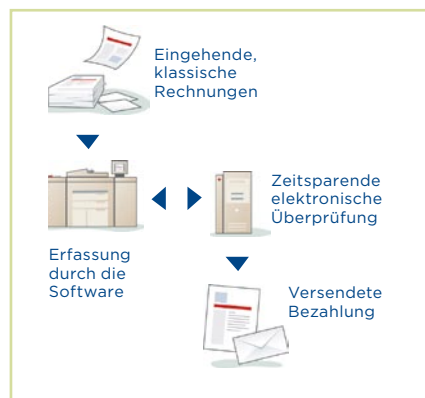 Eingehende,
klassische
Rechnungen
Zeitsparende
elektronische
Überprüfung
Erfassung
durch die
Software
Versendete
Bezahlung